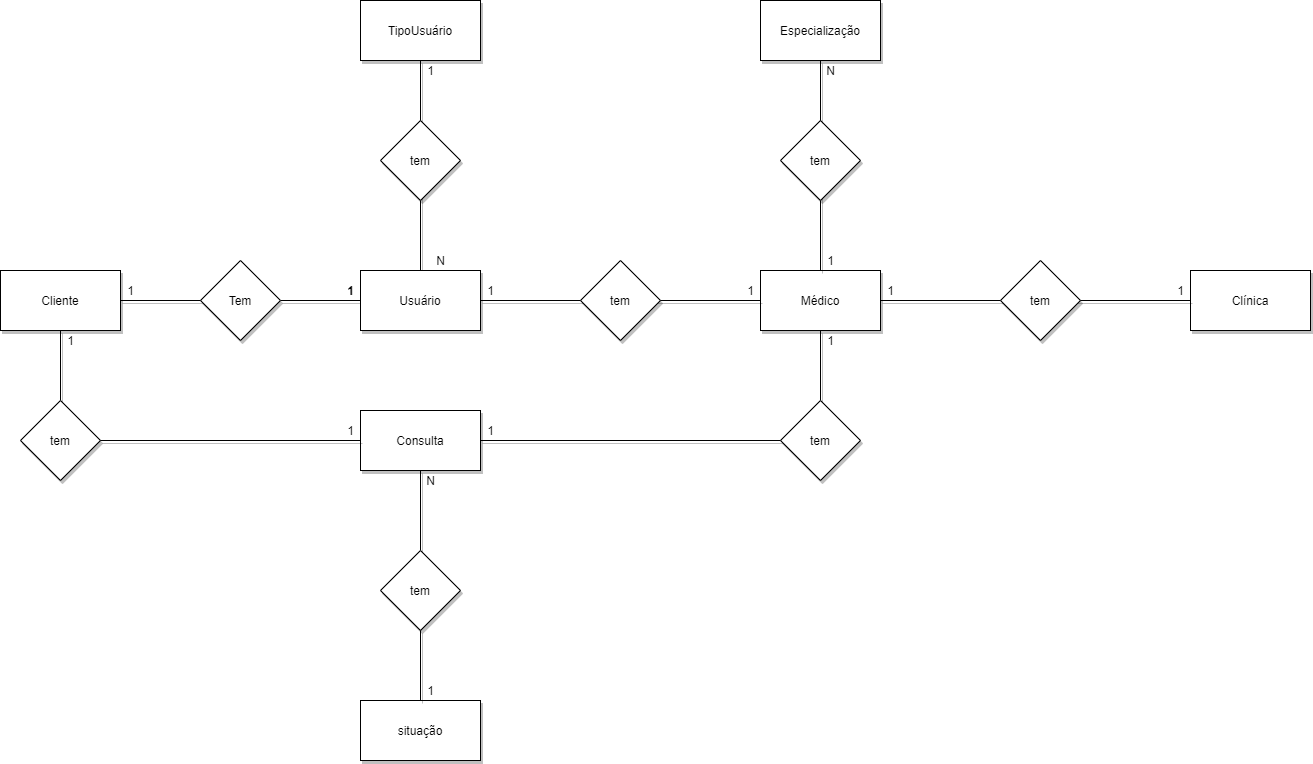 TipoUsuário
Especialização
1
N
tem
tem
N
1
Cliente
1
Tem
1
Usuário
1
tem
1
Médico
1
tem
1
Clínica
1
1
tem
1
Consulta
1
tem
N
tem
1
situação